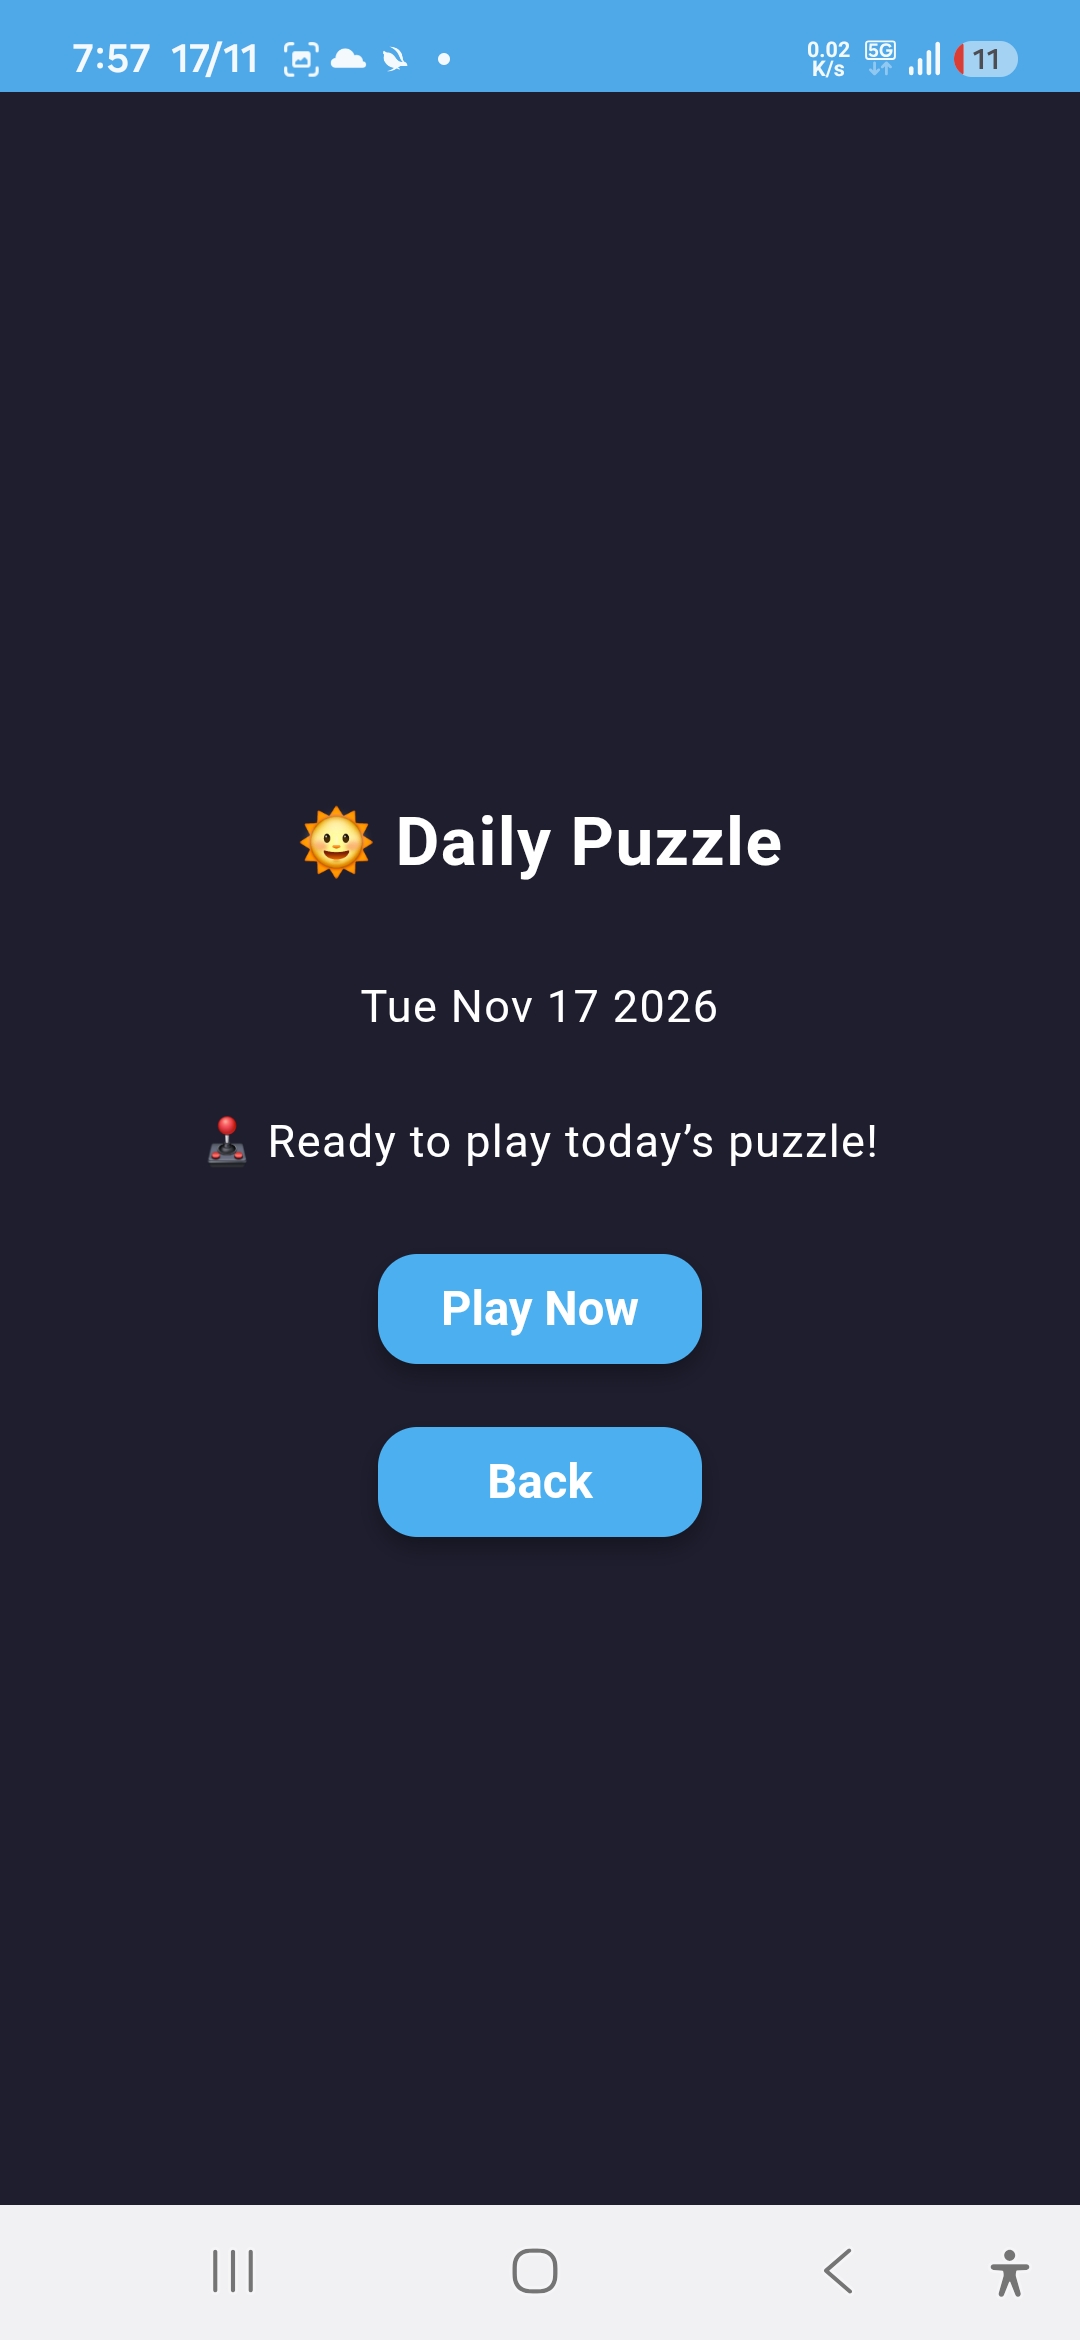 7:57 17/11
0.02
K/s
5G
11
🌞 Daily Puzzle
Tue Nov 17 2026
🕹️ Ready to play today’s puzzle!
Play Now
Back